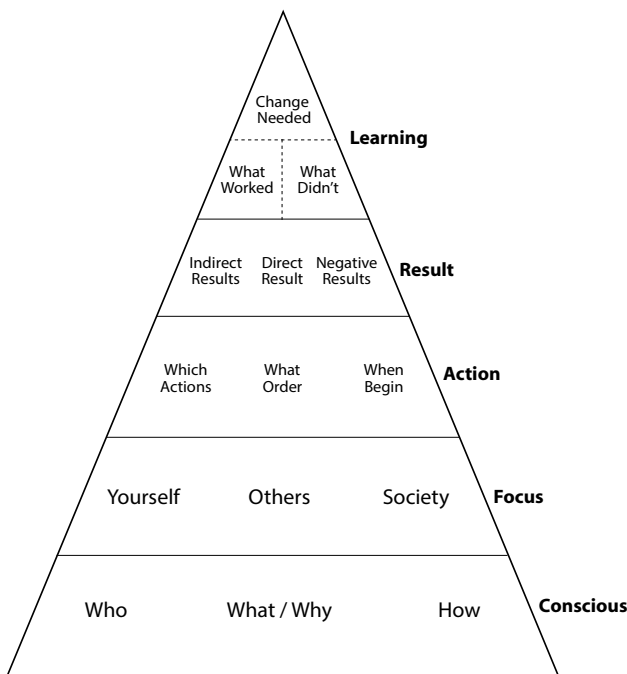 Change
Needed
Learning
What
Worked
What
Didn't
Indirect
Results
Direct
Result
Negative
Results
Result
Which
Actions
What
Order
When
Begin
Action
Yourself
Others
Society
Focus
Who
What / Why
How
Conscious